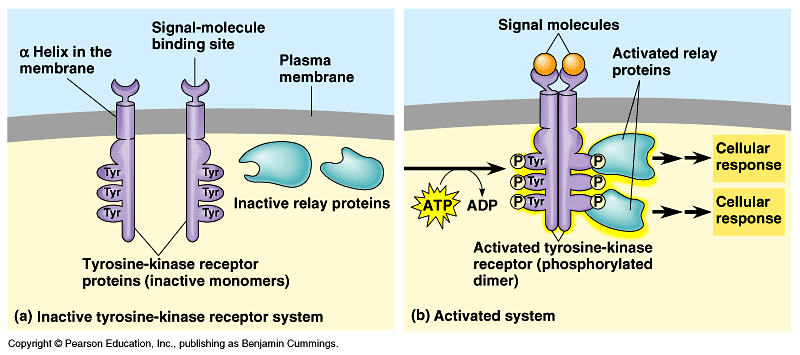 Signal-molecule
binding site
α Helix in the
membrane
Plasma
membrane
Tyr
Tyr
Tyr
Tyr
Tyr
Tyr
Inactive relay proteins
Tyrosine-kinase receptor
proteins (inactive monomers)
(a) Inactive tyrosine-kinase receptor system
Signal molecules
Activated relay
proteins
P Tyr P
P Tyr P
P Tyr P
ATP
ADP
Cellular
response
Cellular
response
Activated tyrosine-kinase
receptor (phosphorylated
dimer)
(b) Activated system
Copyright © Pearson Education, Inc., publishing as Benjamin Cummings.